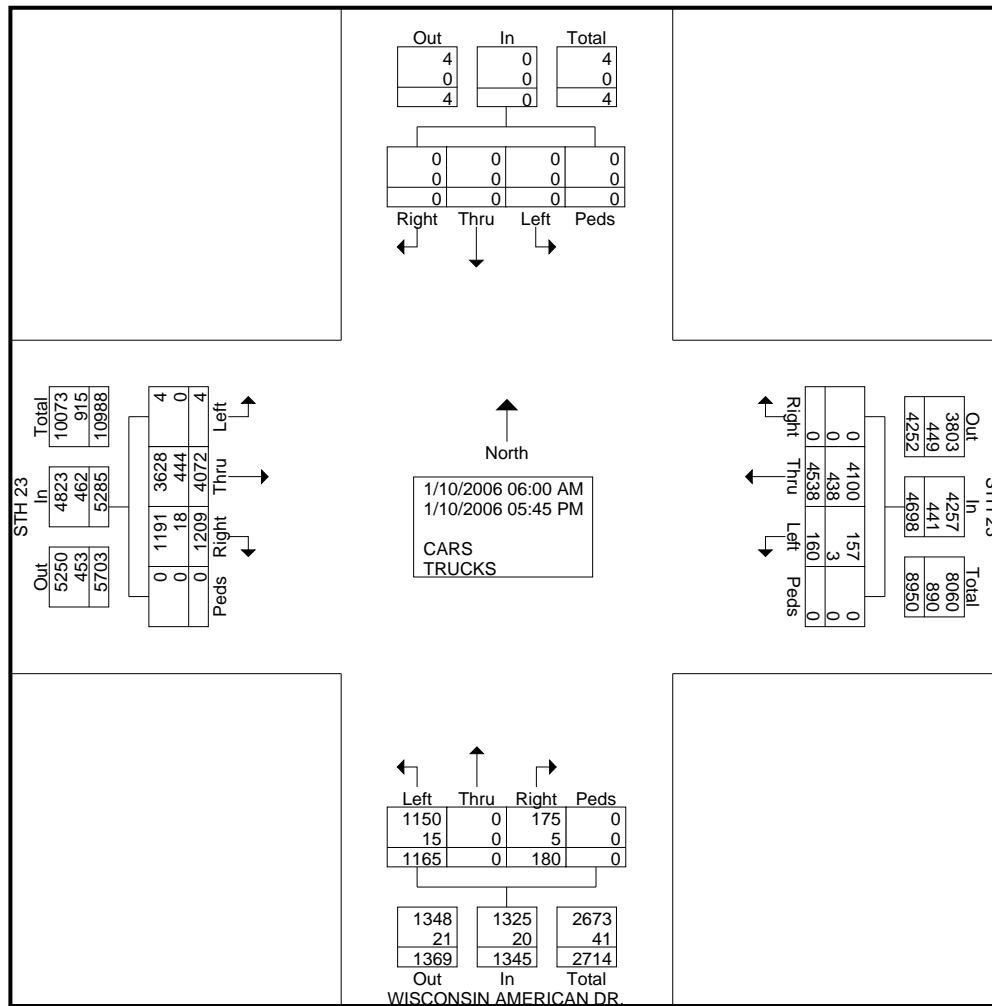 Out In Total
4 0 4
0 0 0
4 0 4
0 0 0 0
0 0 0 0
0 0 0 0
Right Thru Left Peds
STH 23
Total In Out
10073 4823 5250
915 462 453
10988 5285 5703
4 3628 1191 0
0 444 18 0
4 4072 1209 0
Left Thru Right Peds
North
1/10/2006 06:00 AM
1/10/2006 05:45 PM
CARS
TRUCKS
Right Thru Left Peds
0 4538 160 0
0 438 3 0
0 4100 157 0
Out In Total
3803 4257 8060
449 441 890
4252 4698 8950
STH 23
Left Thru Right Peds
1150 0 175 0
15 0 5 0
1165 0 180 0
1348 1325 2673
21 20 41
1369 1345 2714
Out In Total
WISCONSIN AMERICAN DR.